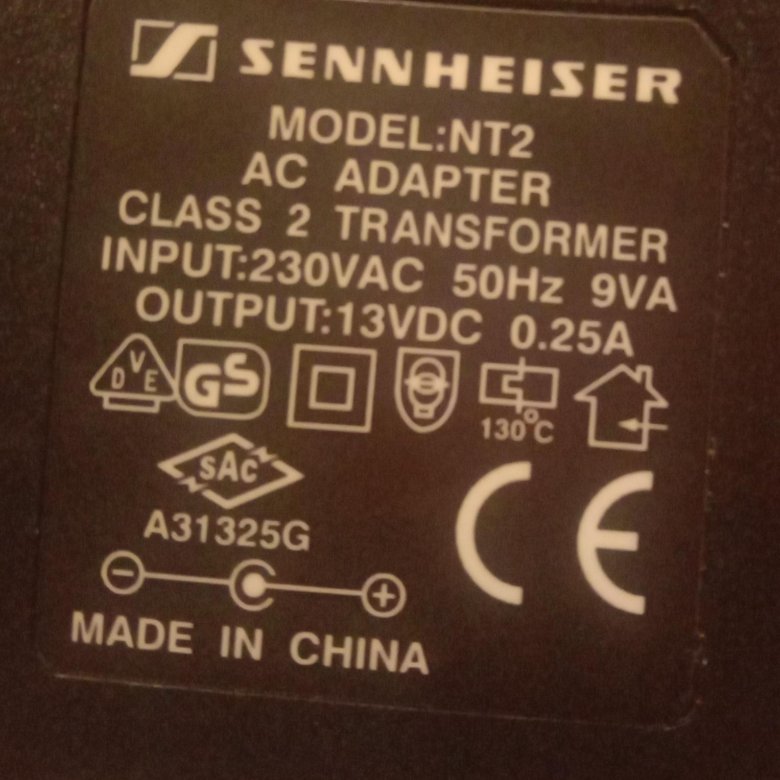 SENNHEISER
MODEL:NT2
AC ADAPTER
CLASS 2 TRANSFORMER
INPUT:230VAC 50Hz 9VA
OUTPUT:13VDC 0.25A
DVE GS
130°C
SAC
A31325G
CE
MADE IN CHINA